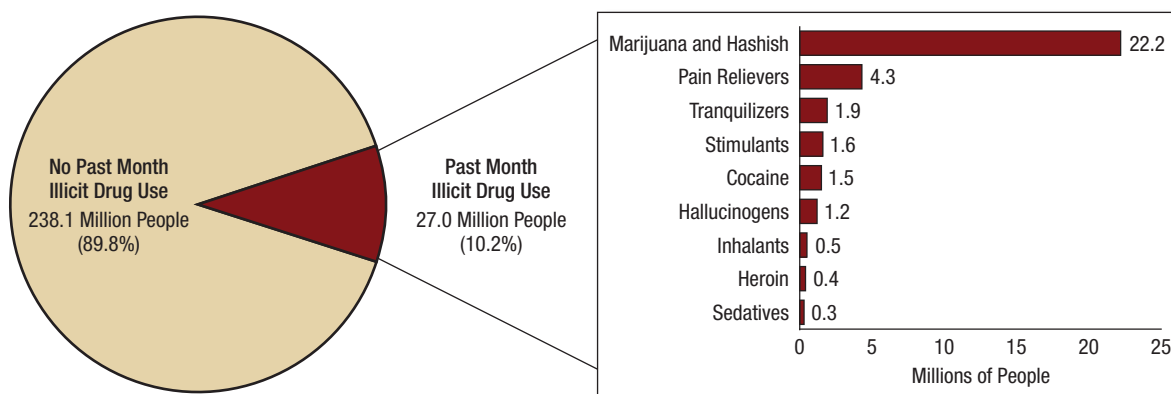 No Past Month
Illicit Drug Use
238.1 Million People
(89.8%)
Past Month
Illicit Drug Use
27.0 Million People
(10.2%)
Marijuana and Hashish 22.2
Pain Relievers 4.3
Tranquilizers 1.9
Stimulants 1.6
Cocaine 1.5
Hallucinogens 1.2
Inhalants 0.5
Heroin 0.4
Sedatives 0.3
0 5 10 15 20 25
Millions of People